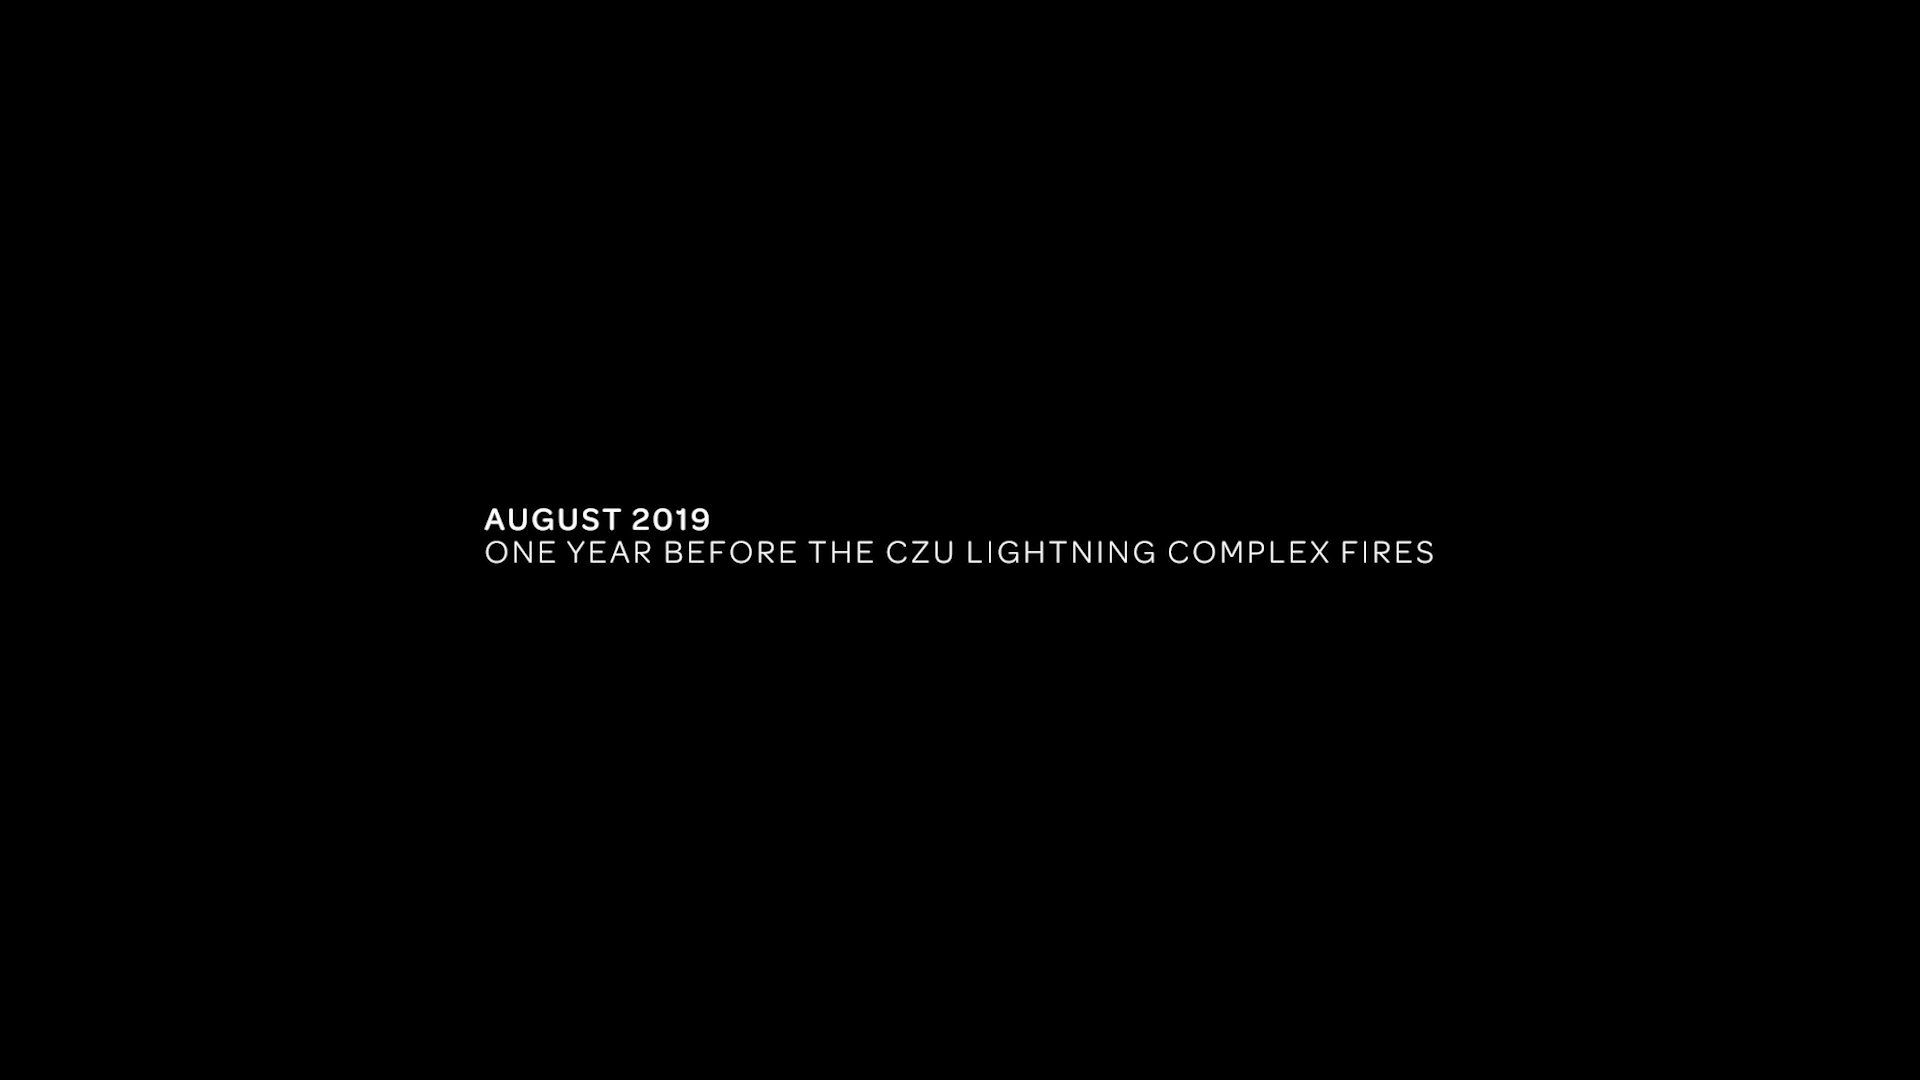 AUGUST 2019
ONE YEAR BEFORE THE CZU LIGHTNING COMPLEX FIRES